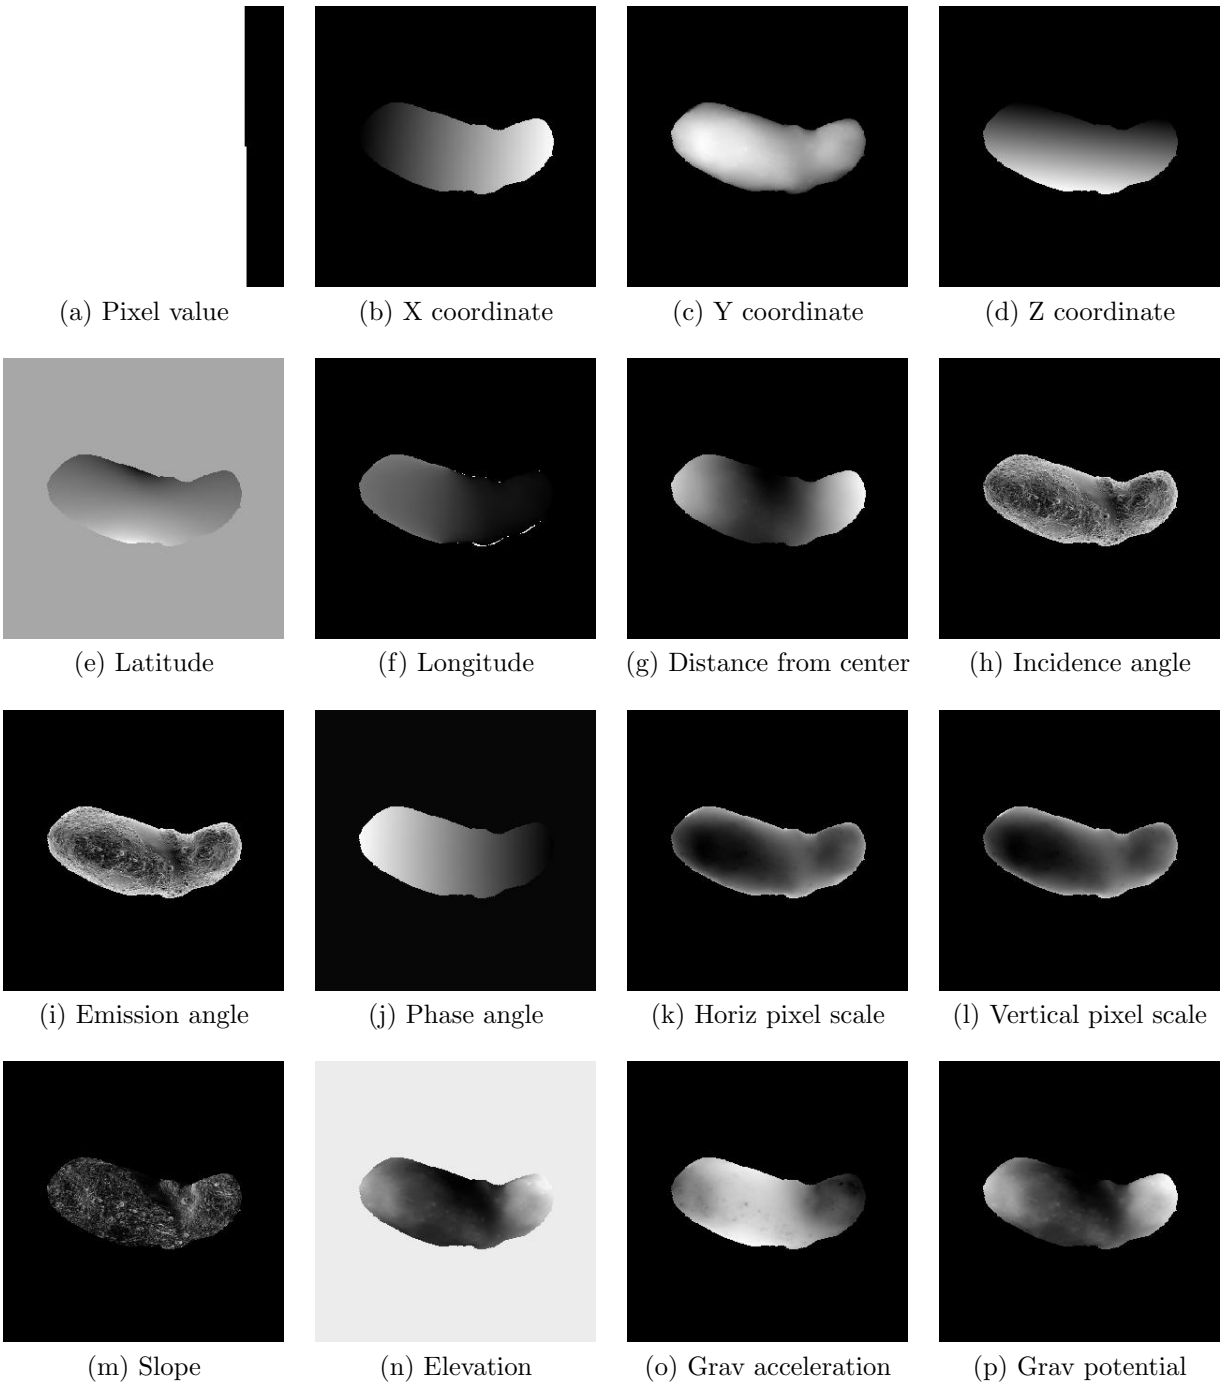 (a) Pixel value
(b) X coordinate
(c) Y coordinate
(d) Z coordinate
(e) Latitude
(f) Longitude
(g) Distance from center
(h) Incidence angle
(i) Emission angle
(j) Phase angle
(k) Horiz pixel scale
(l) Vertical pixel scale
(m) Slope
(n) Elevation
(o) Grav acceleration
(p) Grav potential